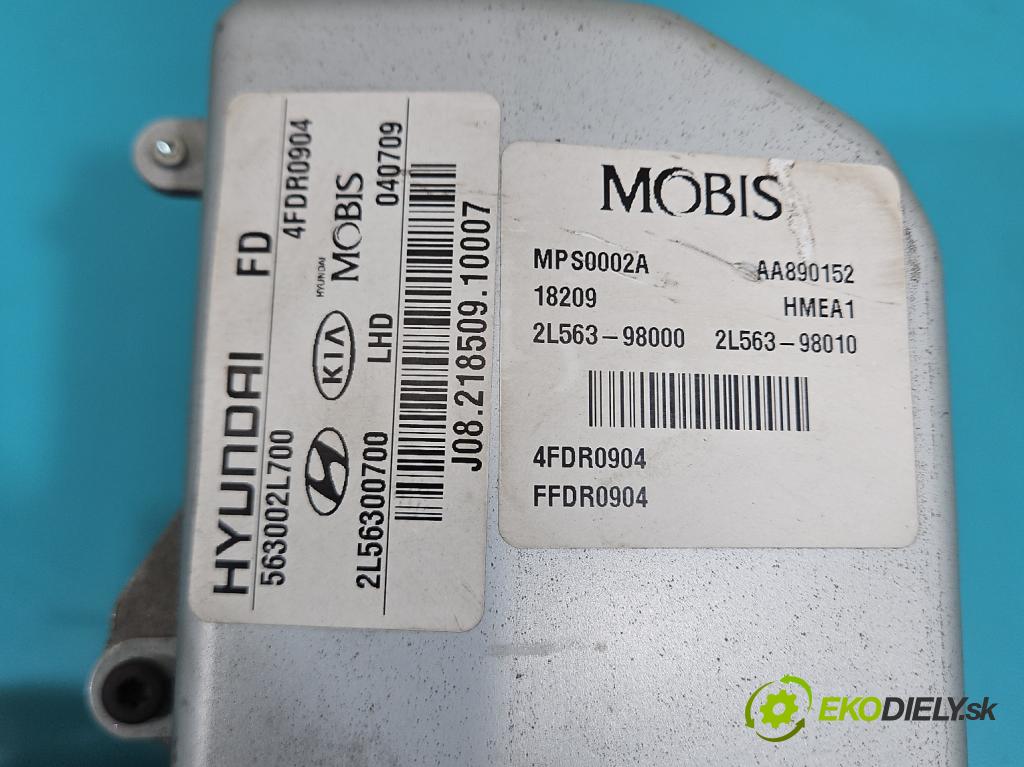 HYUNDAI FD
563002L700 4FDR0904
KIA HYUNDAI MOBIS
2L56300700 LHD 040709
J08.218509.10007
MOBIS
MPS0002A AA890152
18209 HMEA1
2L563-98000 2L563-98010
4FDR0904
FFDR0904
EKODIELY.sk